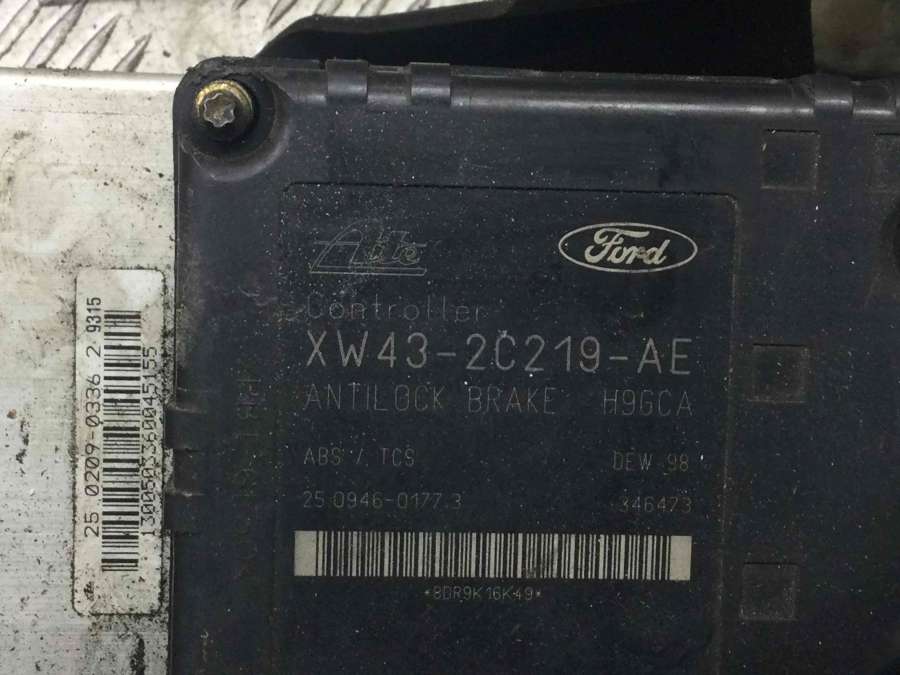 Ate
Ford
Controller
XW43-2C219-AE
ANTILOCK BRAKE H9GCA
ABS / TCS DEW 98
25.0946-0177.3 346473
*8DR9K16K49*
25 0209-0336 2 9315
1300503360045155